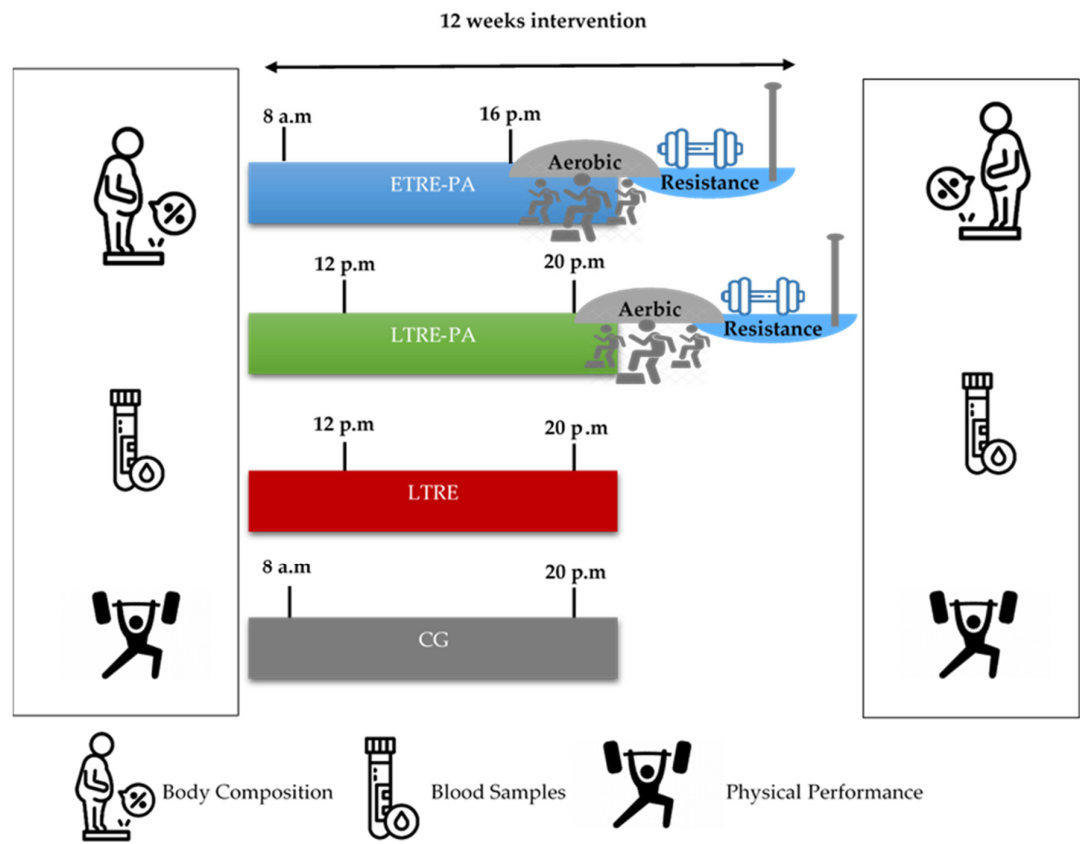 12 weeks intervention
8 a.m
16 p.m
Aerobic
Resistance
ETRE-PA
%
%
12 p.m
20 p.m
Aerbic
Resistance
LTRE-PA
12 p.m
20 p.m
LTRE
8 a.m
20 p.m
CG
% Body Composition
Blood Samples
Physical Performance